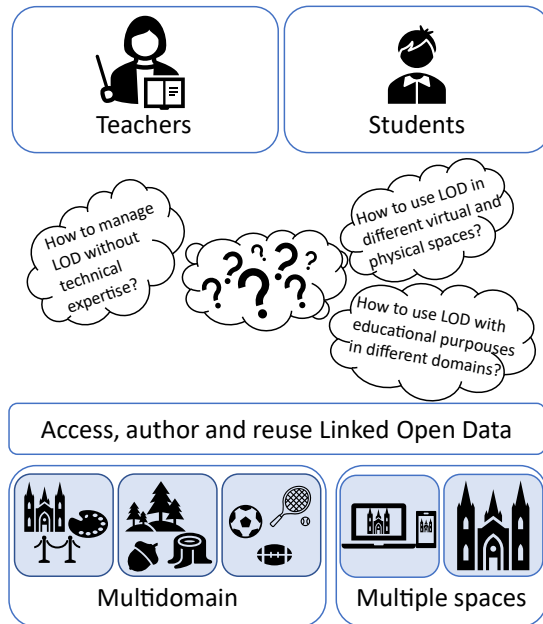 Teachers
Students
How to manage
LOD without
technical
expertise?
? ? ? ? ? ? ?
How to use LOD in
different virtual and
physical spaces?
How to use LOD with
educational purpouses
in different domains?
Access, author and reuse Linked Open Data
Multidomain
Multiple spaces